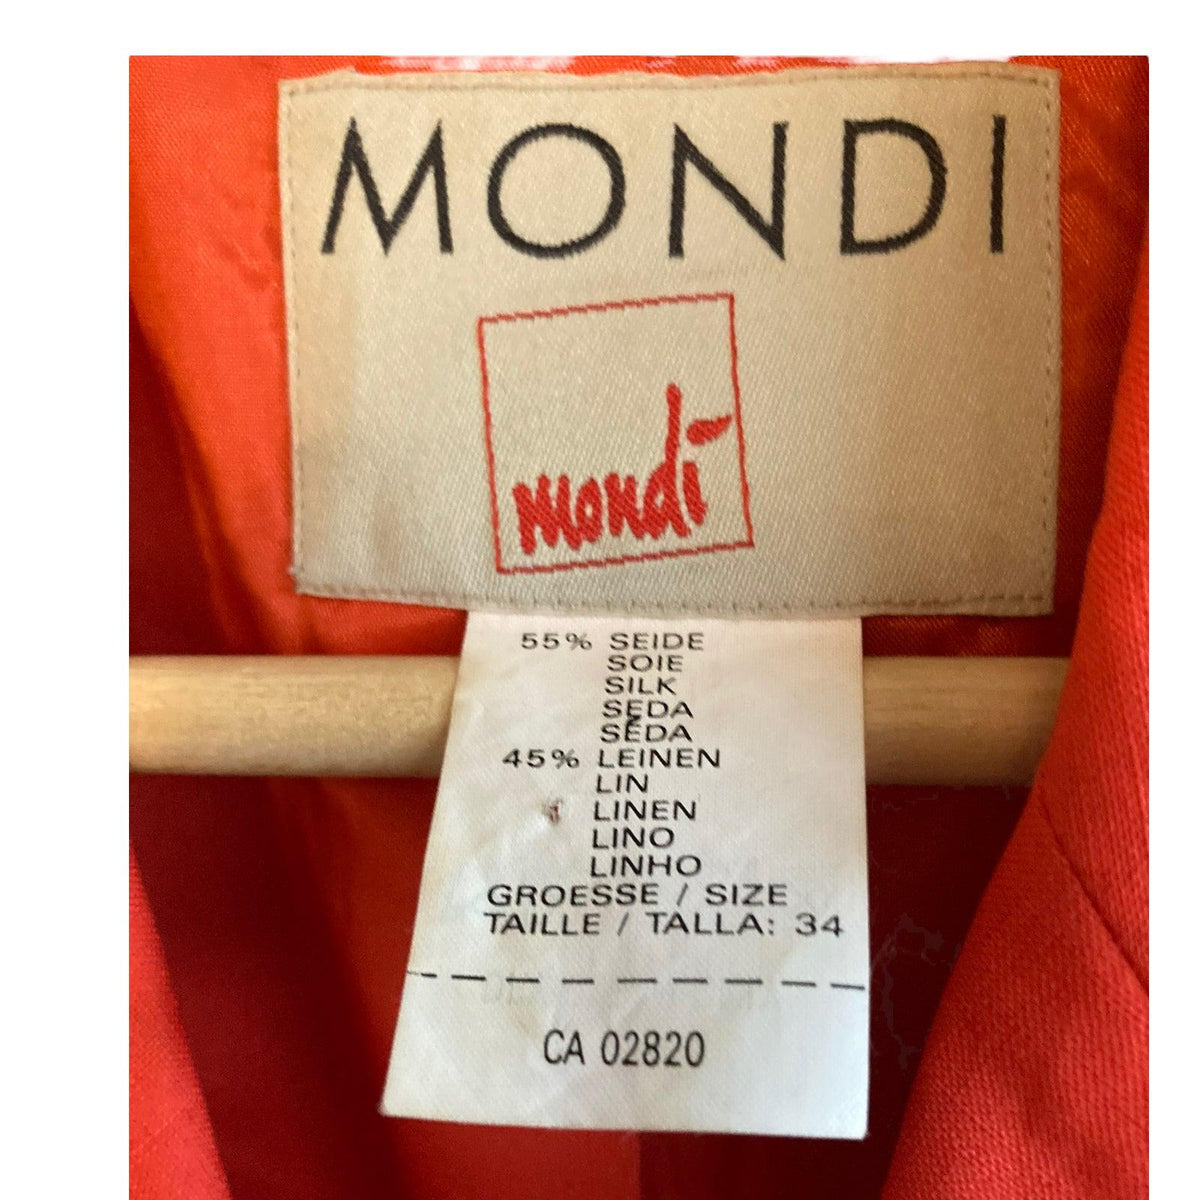 MONDI
mondi
55% SEIDE
SOIE
SILK
SEDA
SEDA
45% LEINEN
LIN
LINEN
LINO
LINHO
GROESSE / SIZE
TAILLE / TALLA: 34
CA 02820